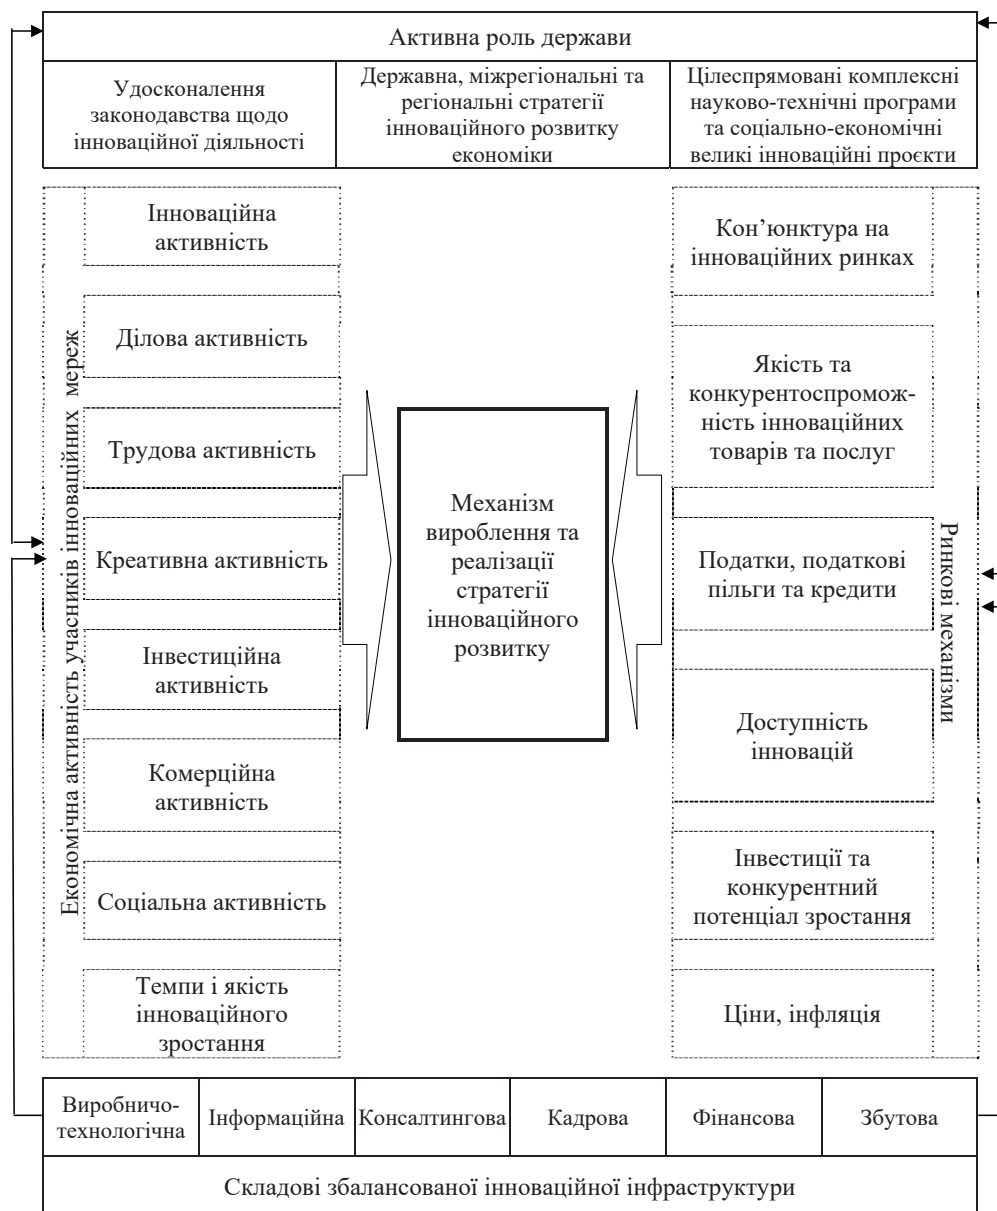 Активна роль держави
Удосконалення
законодавства щодо
інноваційної діяльності
Державна, міжрегіональні та
регіональні стратегії
інноваційного розвитку
економіки
Цілеспрямовані комплексні
науково-технічні програми
та соціально-економічні
великі інноваційні проєкти
Економічна активність учасників інноваційних мереж
Інноваційна
активність
Ділова активність
Трудова активність
Креативна активність
Інвестиційна
активність
Комерційна
активність
Соціальна активність
Темпи і якість
інноваційного
зростання
Механізм
вироблення та
реалізації
стратегії
інноваційного
розвитку
Кон’юнктура на
інноваційних ринках
Якість та
конкурентоспромож-
ність інноваційних
товарів та послуг
Податки, податкові
пільги та кредити
Доступність
інновацій
Інвестиції та
конкурентний
потенціал зростання
Ціни, інфляція
Ринкові механізми
Виробничо-
технологічна
Інформаційна
Консалтингова
Кадрова
Фінансова
Збутова
Складові збалансованої інноваційної інфраструктури